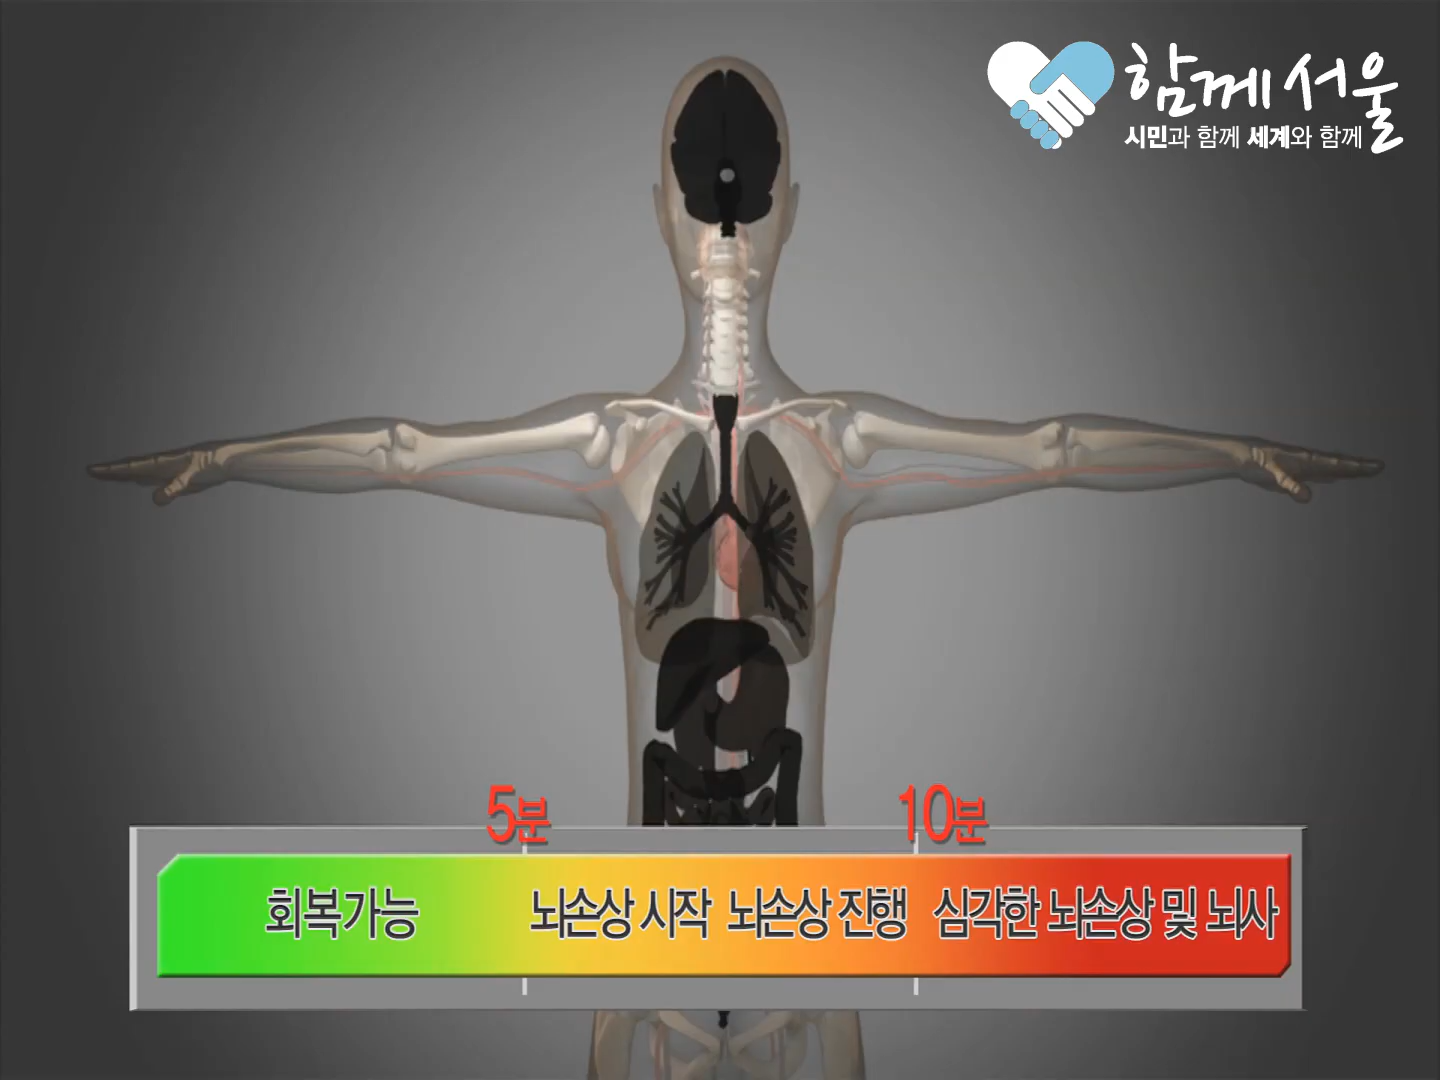 함께 서울
시민과 함께 세계와 함께
5분 10분
회복가능 뇌손상 시작 뇌손상 진행 심각한 뇌손상 및 뇌사